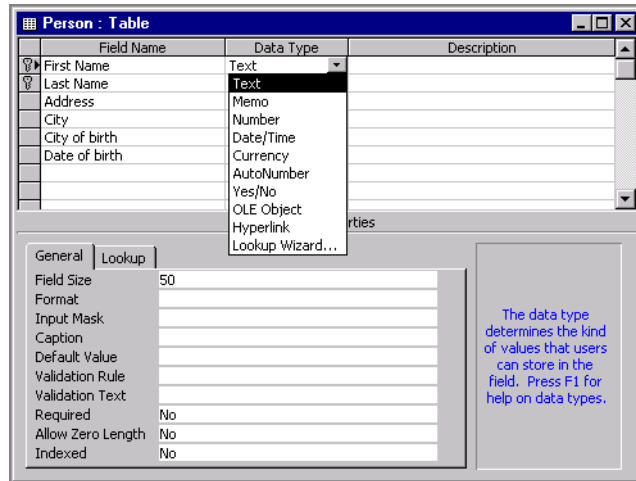 Person : Table
Field Name Data Type Description
First Name Text
Last Name Text
Address Memo
City Number
City of birth Date/Time
Date of birth Currency
AutoNumber
Yes/No
OLE Object
Hyperlink
Lookup Wizard...
rties
General Lookup
Field Size 50
Format
Input Mask
Caption
Default Value
Validation Rule
Validation Text
Required No
Allow Zero Length No
Indexed No
The data type
determines the kind
of values that users
can store in the
field. Press F1 for
help on data types.